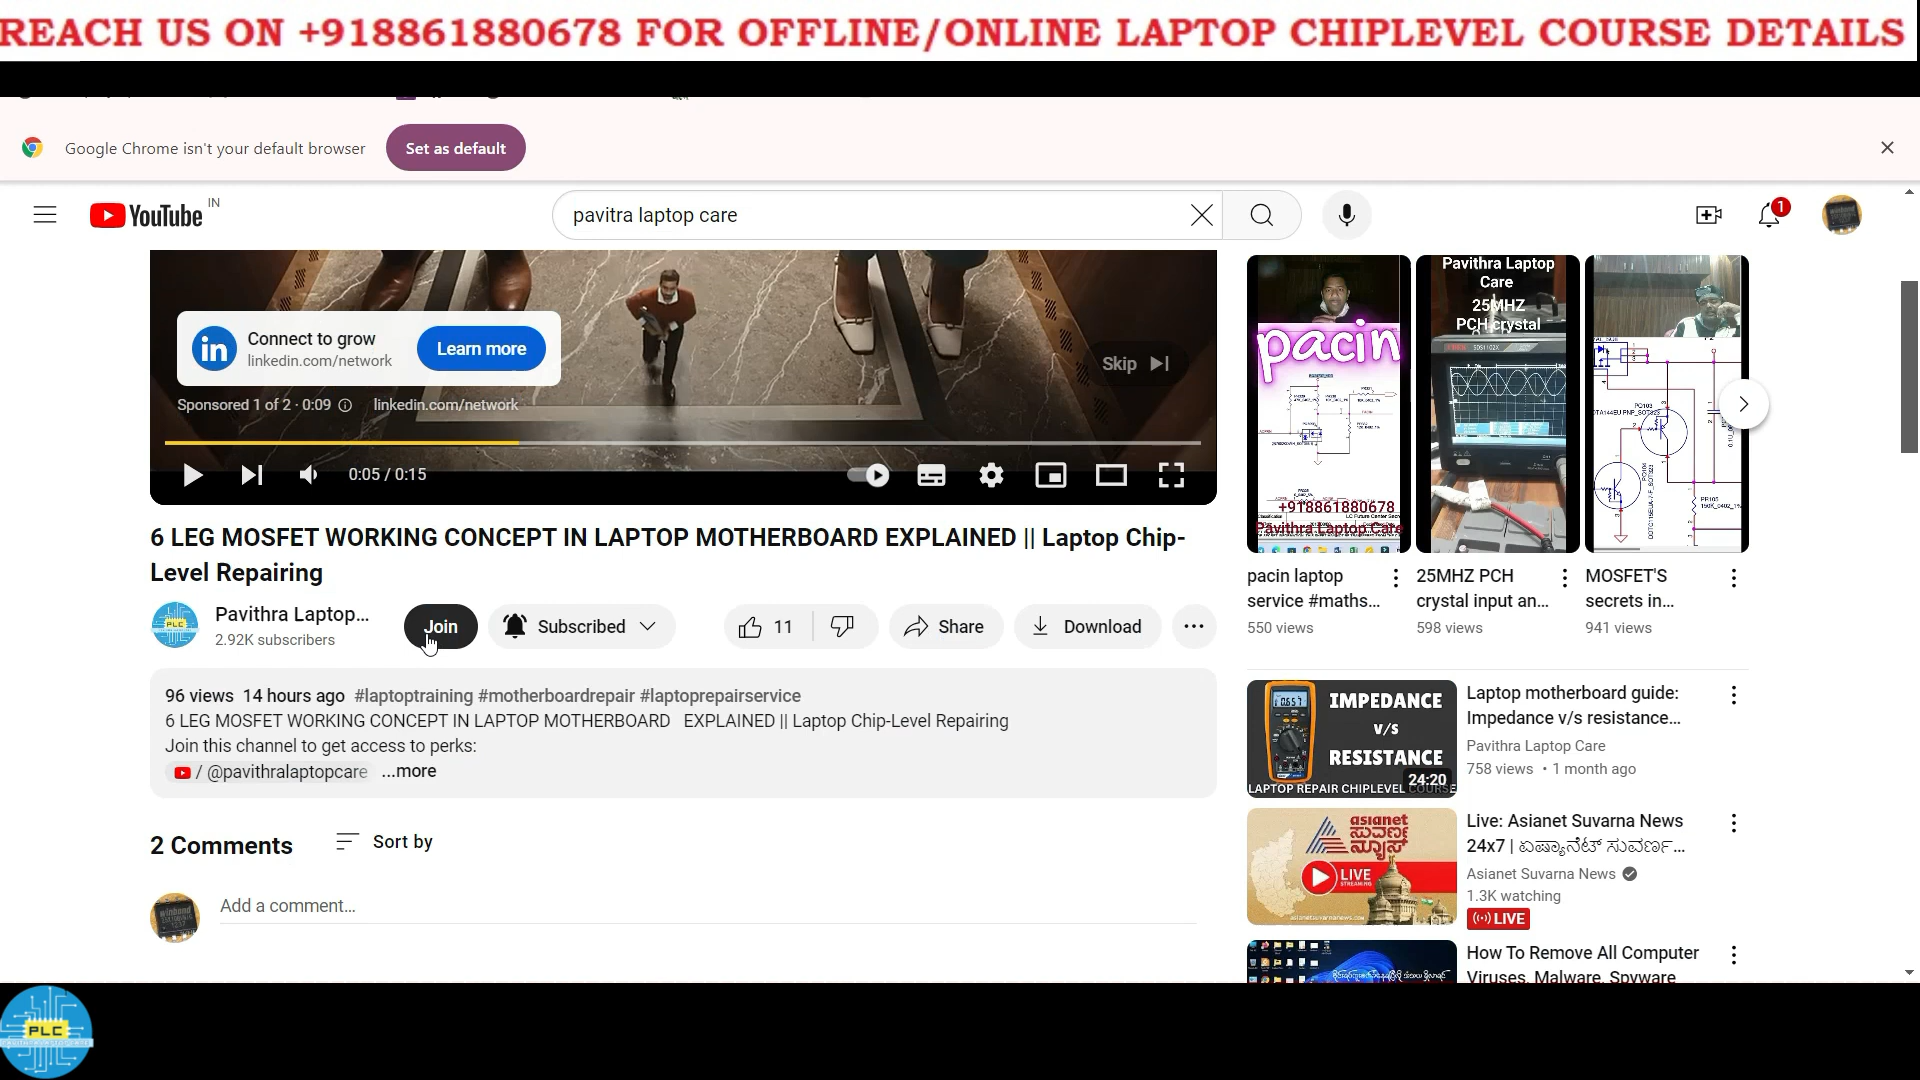 REACH US ON +918861880678 FOR OFFLINE/ONLINE LAPTOP CHIPLEVEL COURSE DETAILS
Google Chrome isn't your default browser
Set as default
YouTube IN
pavitra laptop care
1
Connect to grow
linkedin.com/network
Learn more
Skip
Sponsored 1 of 2 · 0:09
linkedin.com/network
0:05 / 0:15
6 LEG MOSFET WORKING CONCEPT IN LAPTOP MOTHERBOARD EXPLAINED || Laptop Chip-
Level Repairing
Pavithra Laptop...
2.92K subscribers
Join
Subscribed
11
Share
Download
96 views 14 hours ago #laptoptraining #motherboardrepair #laptoprepairservice
6 LEG MOSFET WORKING CONCEPT IN LAPTOP MOTHERBOARD EXPLAINED || Laptop Chip-Level Repairing
Join this channel to get access to perks:
/ @pavithralaptopcare ...more
2 Comments
Sort by
Add a comment...
pacin
+918861880678
Pavithra Laptop Care
pacin laptop
service #maths...
550 views
Pavithra Laptop
Care
25MHZ
PCH crystal
25MHZ PCH
crystal input an...
598 views
PQ103
PR105
MOSFET'S
secrets in...
941 views
IMPEDANCE
V/S
RESISTANCE
24:20
LAPTOP REPAIR CHIPLEVEL COURSE
Laptop motherboard guide:
Impedance v/s resistance...
Pavithra Laptop Care
758 views • 1 month ago
asianet
ಸುವರ್ಣ
ನ್ಯೂಸ್
LIVE
STREAMING
asianetsuvarnanews.com
Live: Asianet Suvarna News
24x7 | ಏಷ್ಯಾನೆಟ್ ಸುವರ್ಣ...
Asianet Suvarna News
1.3K watching
LIVE
How To Remove All Computer
Viruses, Malware, Spyware
PLC